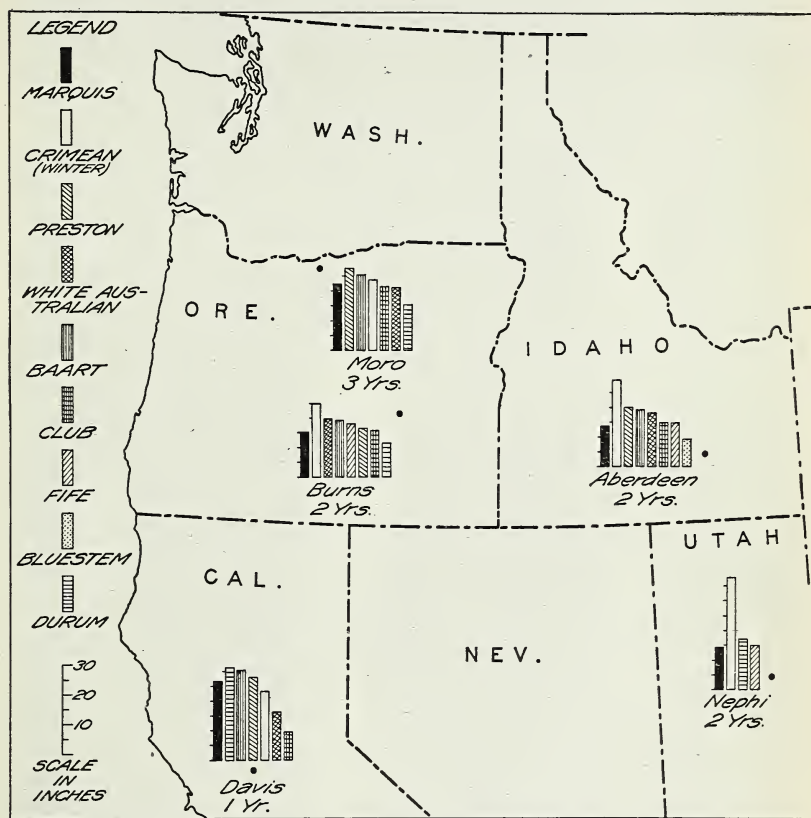 LEGEND
MARQUIS
CRIMEAN
(WINTER)
PRESTON
WHITE AUS-
TRALIAN
BAART
CLUB
FIFE
BLUESTEM
DURUM
30
20
10
SCALE
IN
INCHES
WASH.
ORE.
Moro
3 Yrs.
IDAHO
Burns
2 Yrs.
Aberdeen
2 Yrs.
UTAH
CAL.
NEV.
Nephi
2 Yrs.
Davis
1 Yr.